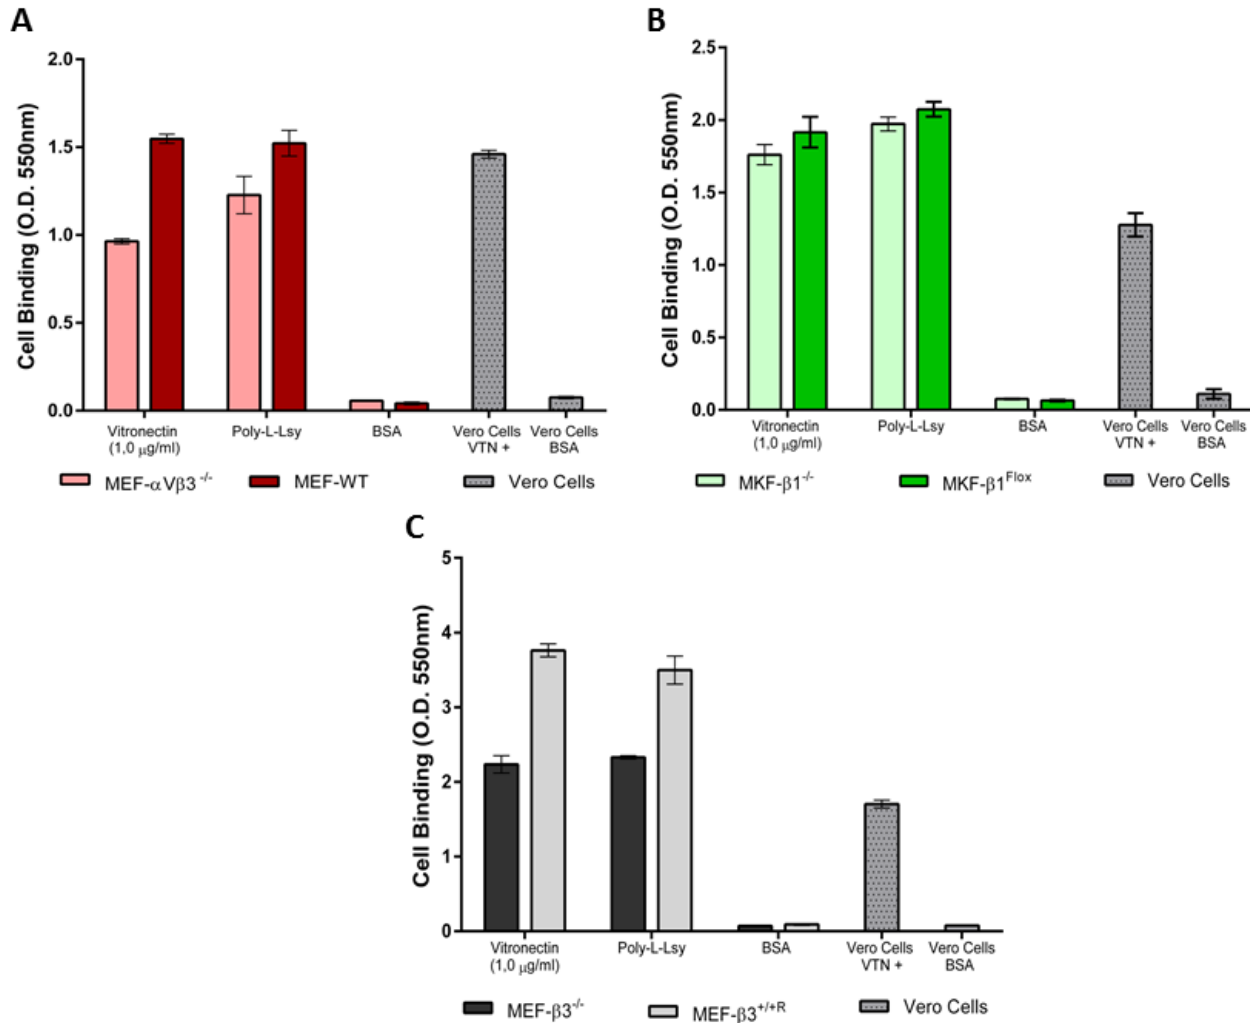 A
Cell Binding (O.D. 550nm)
2.0
1.5
1.0
0.5
0.0
Vitronectin
(1,0 μg/ml)
Poly-L-Lsy
BSA
Vero Cells
VTN +
Vero Cells
BSA
MEF-αVβ3 -/-
MEF-WT
Vero Cells
B
Cell Binding (O.D. 550nm)
2.5
2.0
1.5
1.0
0.5
0.0
Vitronectin
(1,0 μg/ml)
Poly-L-Lsy
BSA
Vero Cells
VTN +
Vero Cells
BSA
MKF-β1-/-
MKF-β1Flox
Vero Cells
C
Cell Binding (O.D. 550nm)
5
4
3
2
1
0
Vitronectin
(1,0 μg/ml)
Poly-L-Lsy
BSA
Vero Cells
VTN +
Vero Cells
BSA
MEF-β3-/-
MEF-β3+/+R
Vero Cells